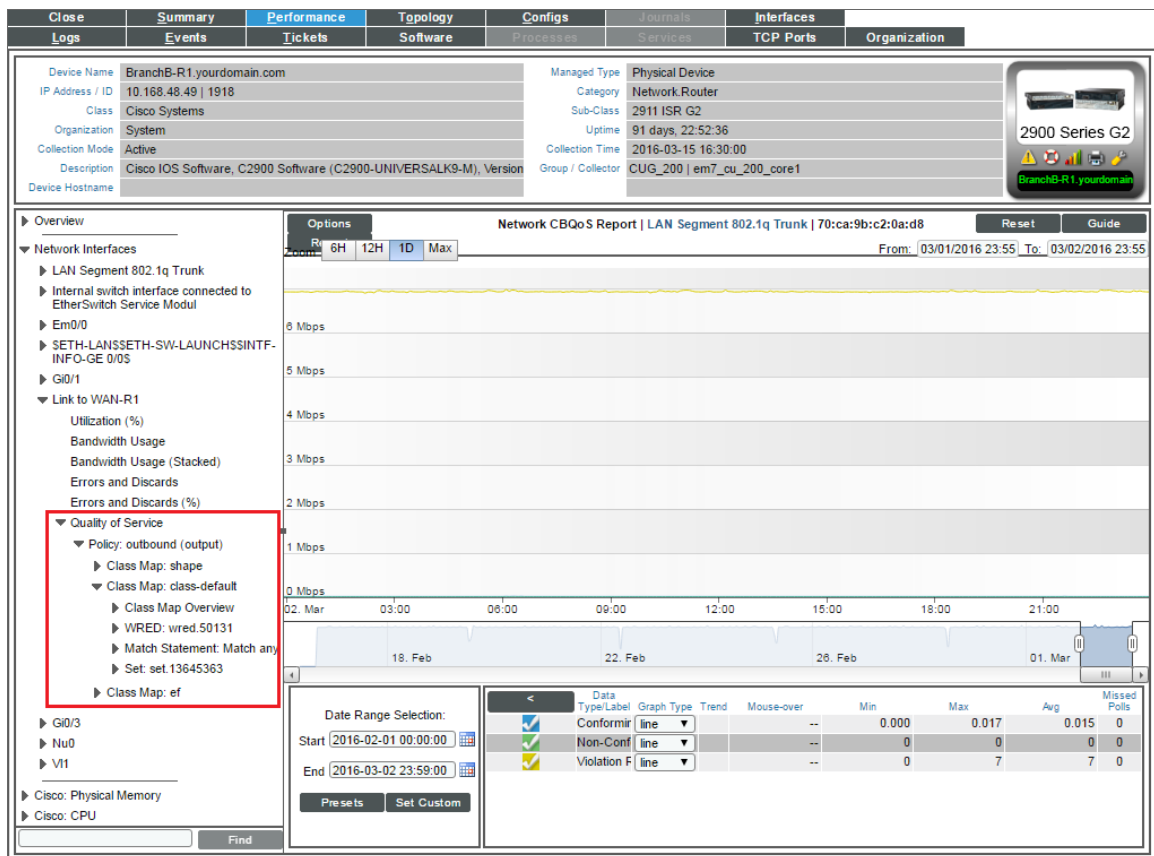 Close Summary Performance Topology Configs Journals Interfaces
Logs Events Tickets Software Processes Services TCP Ports Organization
Device Name BranchB-R1.yourdomain.com Managed Type Physical Device
IP Address / ID 10.168.48.49 | 1918 Category Network.Router
Class Cisco Systems Sub-Class 2911 ISR G2
Organization System Uptime 91 days, 22:52:36
Collection Mode Active Collection Time 2016-03-15 16:30:00
Description Cisco IOS Software, C2900 Software (C2900-UNIVERSALK9-M), Version Group / Collector CUG_200 | em7_cu_200_core1
Device Hostname
2900 Series G2
BranchB-R1.yourdomain
Overview
Network Interfaces
LAN Segment 802.1q Trunk
Internal switch interface connected to
EtherSwitch Service Modul
Em0/0
$ETH-LAN$$ETH-SW-LAUNCH$$INTF-
INFO-GE 0/0$
Gi0/1
Link to WAN-R1
Utilization (%)
Bandwidth Usage
Bandwidth Usage (Stacked)
Errors and Discards
Errors and Discards (%)
Quality of Service
Policy: outbound (output)
Class Map: shape
Class Map: class-default
Class Map Overview
WRED: wred.50131
Match Statement: Match any
Set: set.13645363
Class Map: ef
Gi0/3
Nu0
Vl1
Cisco: Physical Memory
Cisco: CPU
Find
Options Network CBQoS Report | LAN Segment 802.1q Trunk | 70:ca:9b:c2:0a:d8 Reset Guide
Zoom 6H 12H 1D Max From: 03/01/2016 23:55 To: 03/02/2016 23:55
6 Mbps
5 Mbps
4 Mbps
3 Mbps
2 Mbps
1 Mbps
0 Mbps
02. Mar 03:00 06:00 09:00 12:00 15:00 18:00 21:00
18. Feb 22. Feb 26. Feb 01. Mar
Date Range Selection:
Start 2016-02-01 00:00:00
End 2016-03-02 23:59:00
Presets Set Custom
< Data Type/Label Graph Type Trend Mouse-over Min Max Avg Missed Polls
Conformir line -- 0.000 0.017 0.015 0
Non-Conf line -- 0 0 0 0
Violation F line -- 0 7 7 0